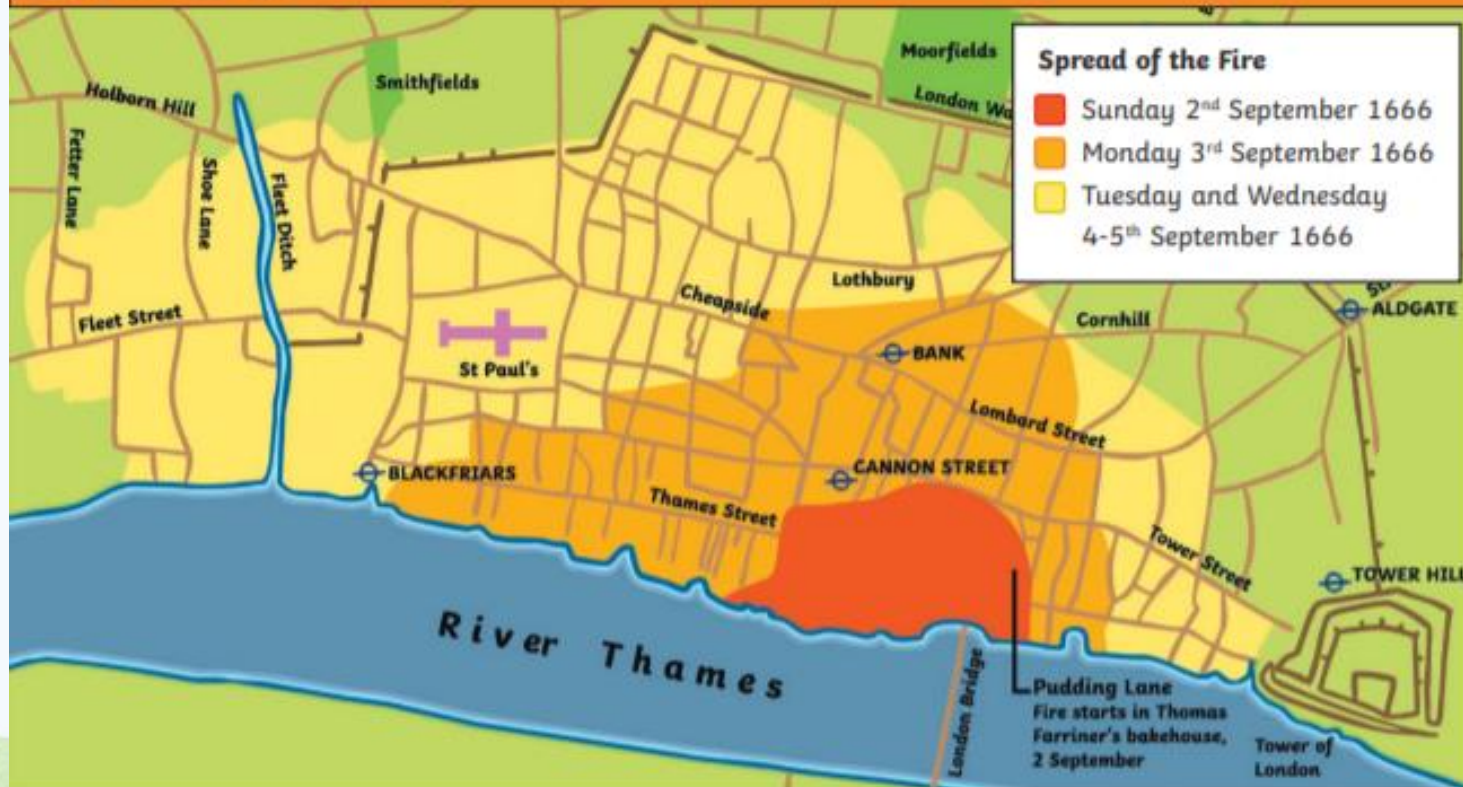 Moorfields
Smithfields
London Wa
Holborn Hill
Fetter Lane
Shoe Lane
Fleet Ditch
Fleet Street
Lothbury
Cheapside
Cornhill
ALDGATE
BANK
St Paul's
Lombard Street
CANNON STREET
BLACKFRIARS
Thames Street
Tower Street
TOWER HILL
River Thames
London Bridge
Pudding Lane
Fire starts in Thomas
Farriner's bakehouse,
2 September
Tower of
London
Spread of the Fire
Sunday 2nd September 1666
Monday 3rd September 1666
Tuesday and Wednesday
4-5th September 1666